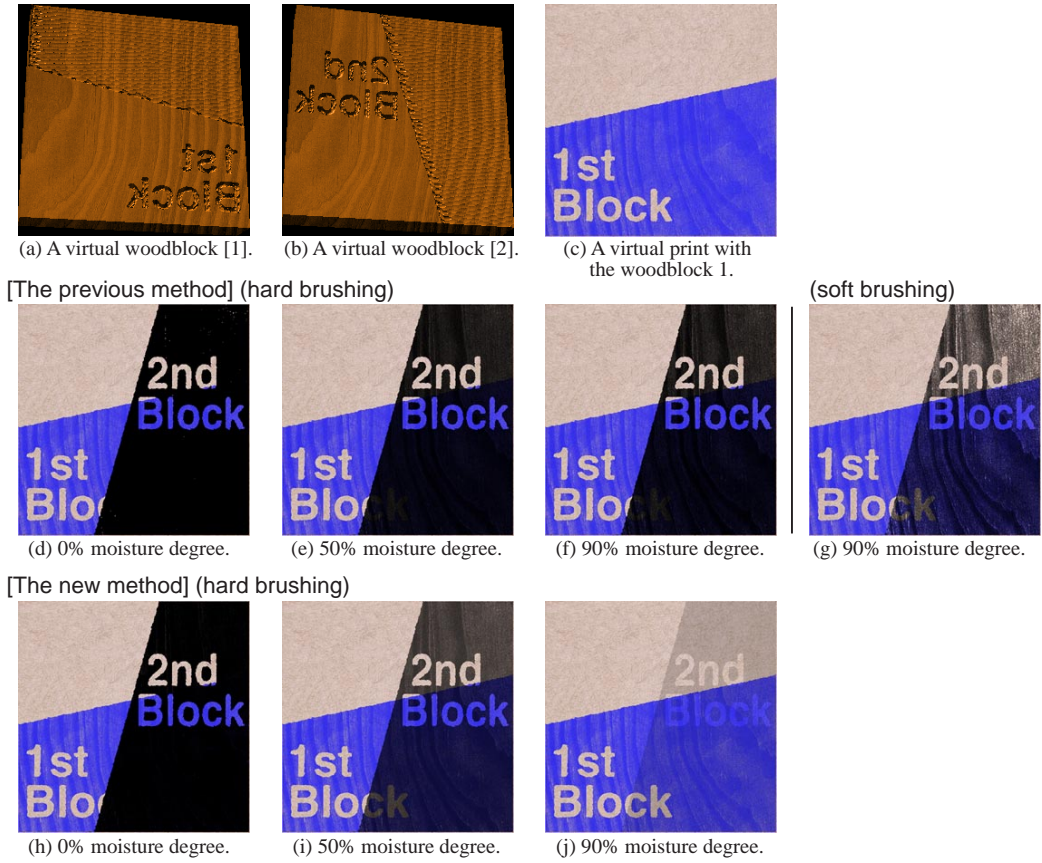 1st
Block
2nd
Block
1st
Block
(a) A virtual woodblock [1].
(b) A virtual woodblock [2].
(c) A virtual print with
the woodblock 1.
[The previous method] (hard brushing)
(soft brushing)
2nd
Block
1st
Bloc
2nd
Block
1st
Block
2nd
Block
1st
Block
2nd
Block
1st
Block
(d) 0% moisture degree.
(e) 50% moisture degree.
(f) 90% moisture degree.
(g) 90% moisture degree.
[The new method] (hard brushing)
2nd
Block
1st
Bloc
2nd
Block
1st
Block
2nd
Block
1st
Block
(h) 0% moisture degree.
(i) 50% moisture degree.
(j) 90% moisture degree.